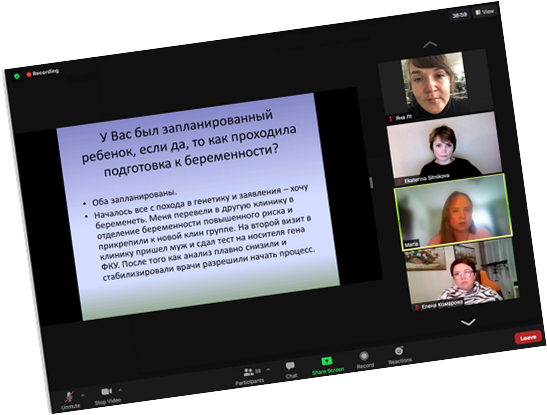 Recording
38:59
View
У Вас был запланированный
ребенок, если да, то как проходила
подготовка к беременности?
• Оба запланированы.
• Началось все с похода в генетику и заявления – хочу
беременеть. Меня перевели в другую клинику в
отделение беременности повышенного риска и
прикрепили к новой клин группе. На второй визит в
клинику пришел муж и сдал тест на носителя гена
ФКУ. После того как анализ плавно снизили и
стабилизировали врачи разрешили начать процесс.
Яна Лt
Ekaterina Sitnikova
Maria
Елена Комарова
Unmute
Stop Video
Participants
Chat
Share Screen
Record
Reactions
Leave